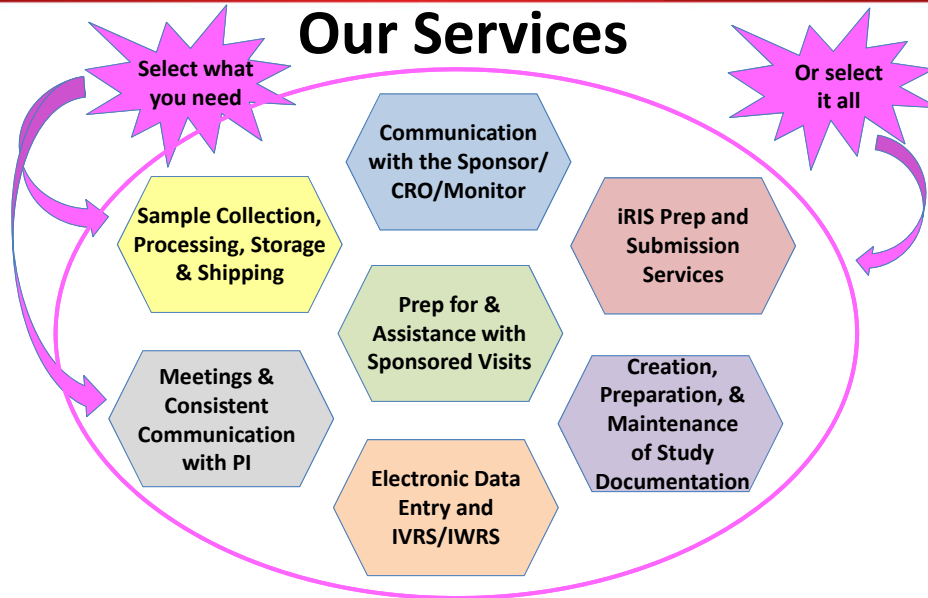 Our Services
Select what
you need
Or select
it all
Communication
with the Sponsor/
CRO/Monitor
Sample Collection,
Processing, Storage
& Shipping
iRIS Prep and
Submission
Services
Prep for &
Assistance with
Sponsored Visits
Meetings &
Consistent
Communication
with PI
Creation,
Preparation, &
Maintenance
of Study
Documentation
Electronic Data
Entry and
IVRS/IWRS